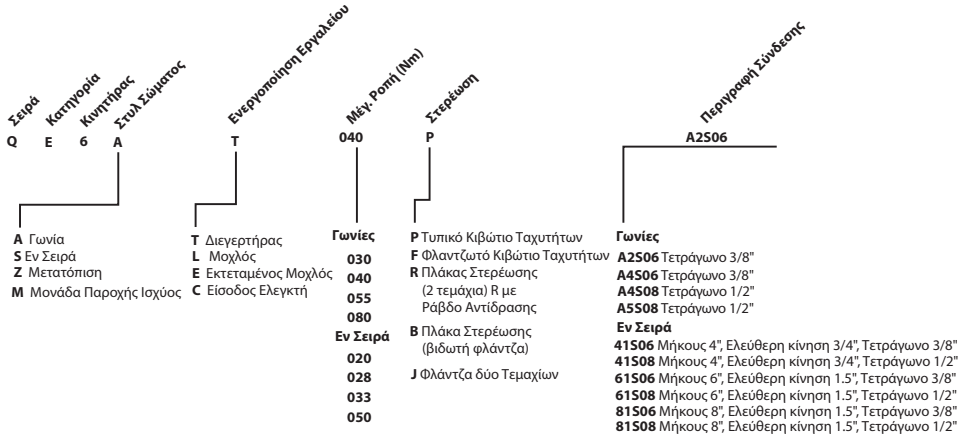 Σειρά
Κατηγορία
Κινητήρας
Στυλ Σώματος
Ενεργοποίηση Εργαλείου
Μέγ. Ροπή (Nm)
Στερέωση
Περιγραφή Σύνδεσης
Q E 6 A T 040 P A2S06
A Γωνία
S Εν Σειρά
Z Μετατόπιση
M Μονάδα Παροχής Ισχύος
T Διεγερτήρας
L Μοχλός
E Εκτεταμένος Μοχλός
C Είσοδος Ελεγκτή
Γωνίες
030
040
055
080
Εν Σειρά
020
028
033
050
P Τυπικό Κιβώτιο Ταχυτήτων
F Φλαντζωτό Κιβώτιο Ταχυτήτων
R Πλάκας Στερέωσης
(2 τεμάχια) R με
Ράβδο Αντίδρασης
B Πλάκα Στερέωσης
(βιδωτή φλάντζα)
J Φλάντζα δύο Τεμαχίων
Γωνίες
A2S06 Τετράγωνο 3/8"
A4S06 Τετράγωνο 3/8"
A4S08 Τετράγωνο 1/2"
A5S08 Τετράγωνο 1/2"
Εν Σειρά
41S06 Μήκους 4", Ελεύθερη κίνηση 3/4", Τετράγωνο 3/8"
41S08 Μήκους 4", Ελεύθερη κίνηση 3/4", Τετράγωνο 1/2"
61S06 Μήκους 6", Ελεύθερη κίνηση 1.5", Τετράγωνο 3/8"
61S08 Μήκους 6", Ελεύθερη κίνηση 1.5", Τετράγωνο 1/2"
81S06 Μήκους 8", Ελεύθερη κίνηση 1.5", Τετράγωνο 3/8"
81S08 Μήκους 8", Ελεύθερη κίνηση 1.5", Τετράγωνο 1/2"